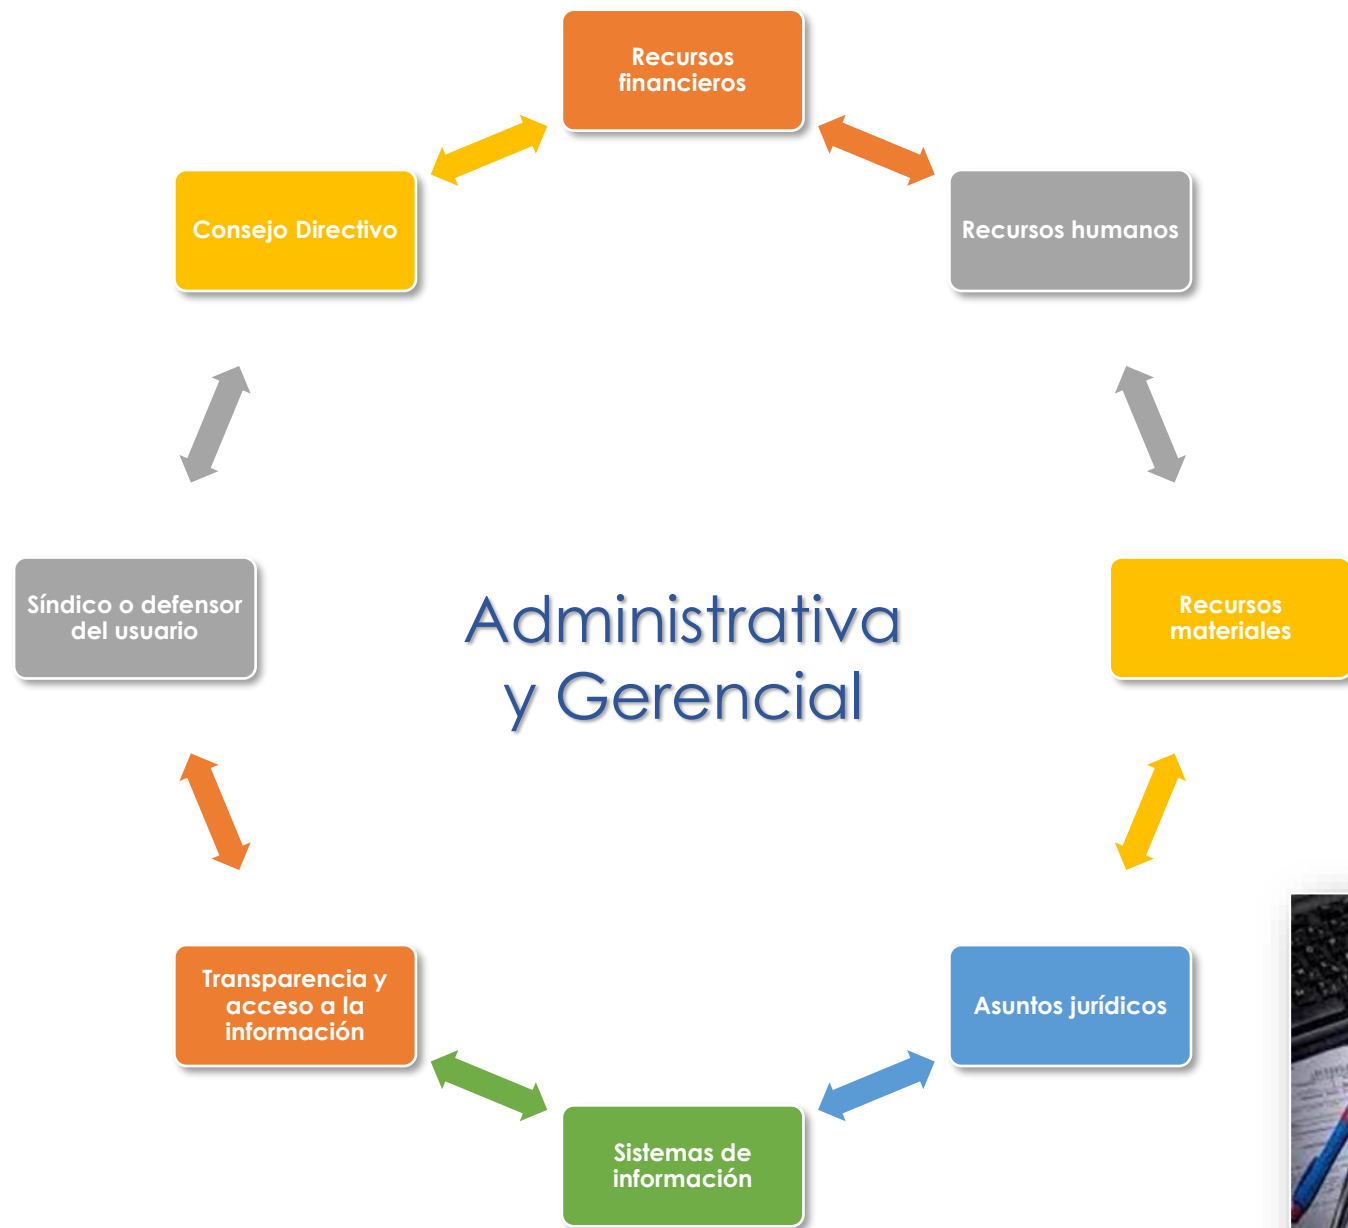 Recursos
financieros
Consejo Directivo
Recursos humanos
Síndico o defensor
del usuario
Administrativa
y Gerencial
Recursos
materiales
Transparencia y
acceso a la
información
Asuntos jurídicos
Sistemas de
información